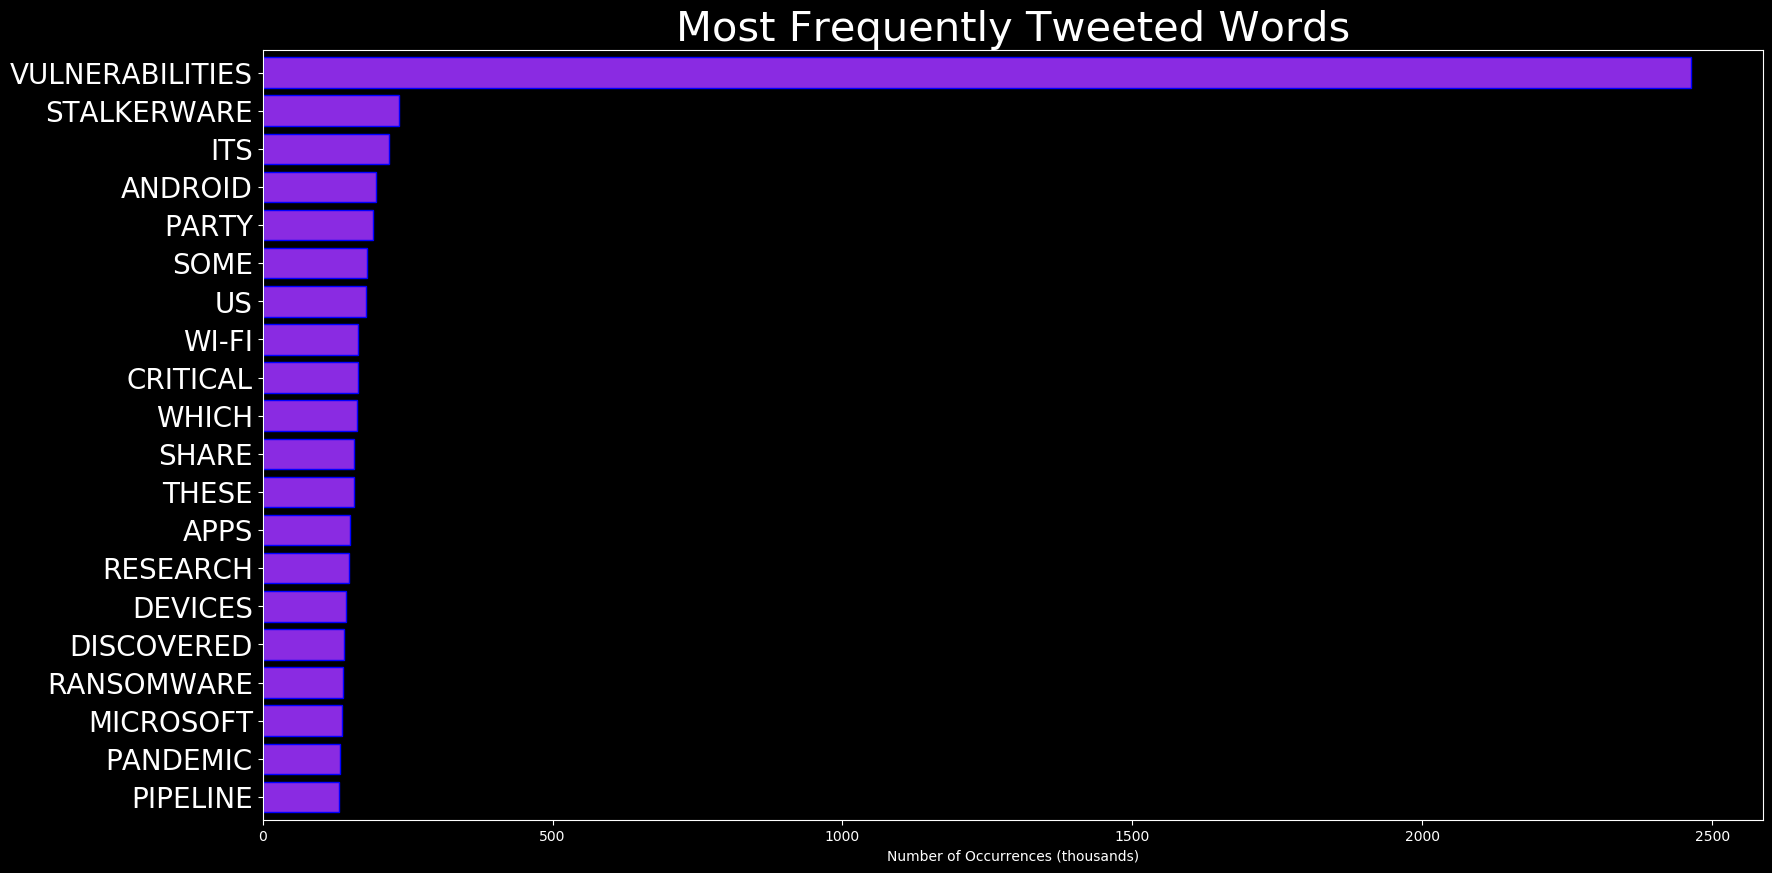 Most Frequently Tweeted Words
VULNERABILITIES
STALKERWARE
ITS
ANDROID
PARTY
SOME
US
WI-FI
CRITICAL
WHICH
SHARE
THESE
APPS
RESEARCH
DEVICES
DISCOVERED
RANSOMWARE
MICROSOFT
PANDEMIC
PIPELINE
0 500 1000 1500 2000 2500
Number of Occurrences (thousands)